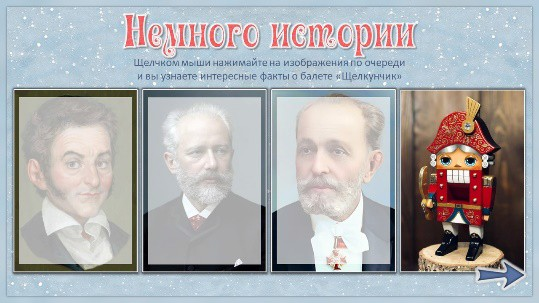 Немного истории
Щелчком мыши нажимайте на изображения по очереди
и вы узнаете интересные факты о балете «Щелкунчик»